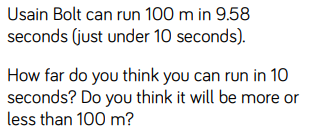 Usain Bolt can run 100 m in 9.58
seconds (just under 10 seconds).
How far do you think you can run in 10
seconds? Do you think it will be more or
less than 100 m?